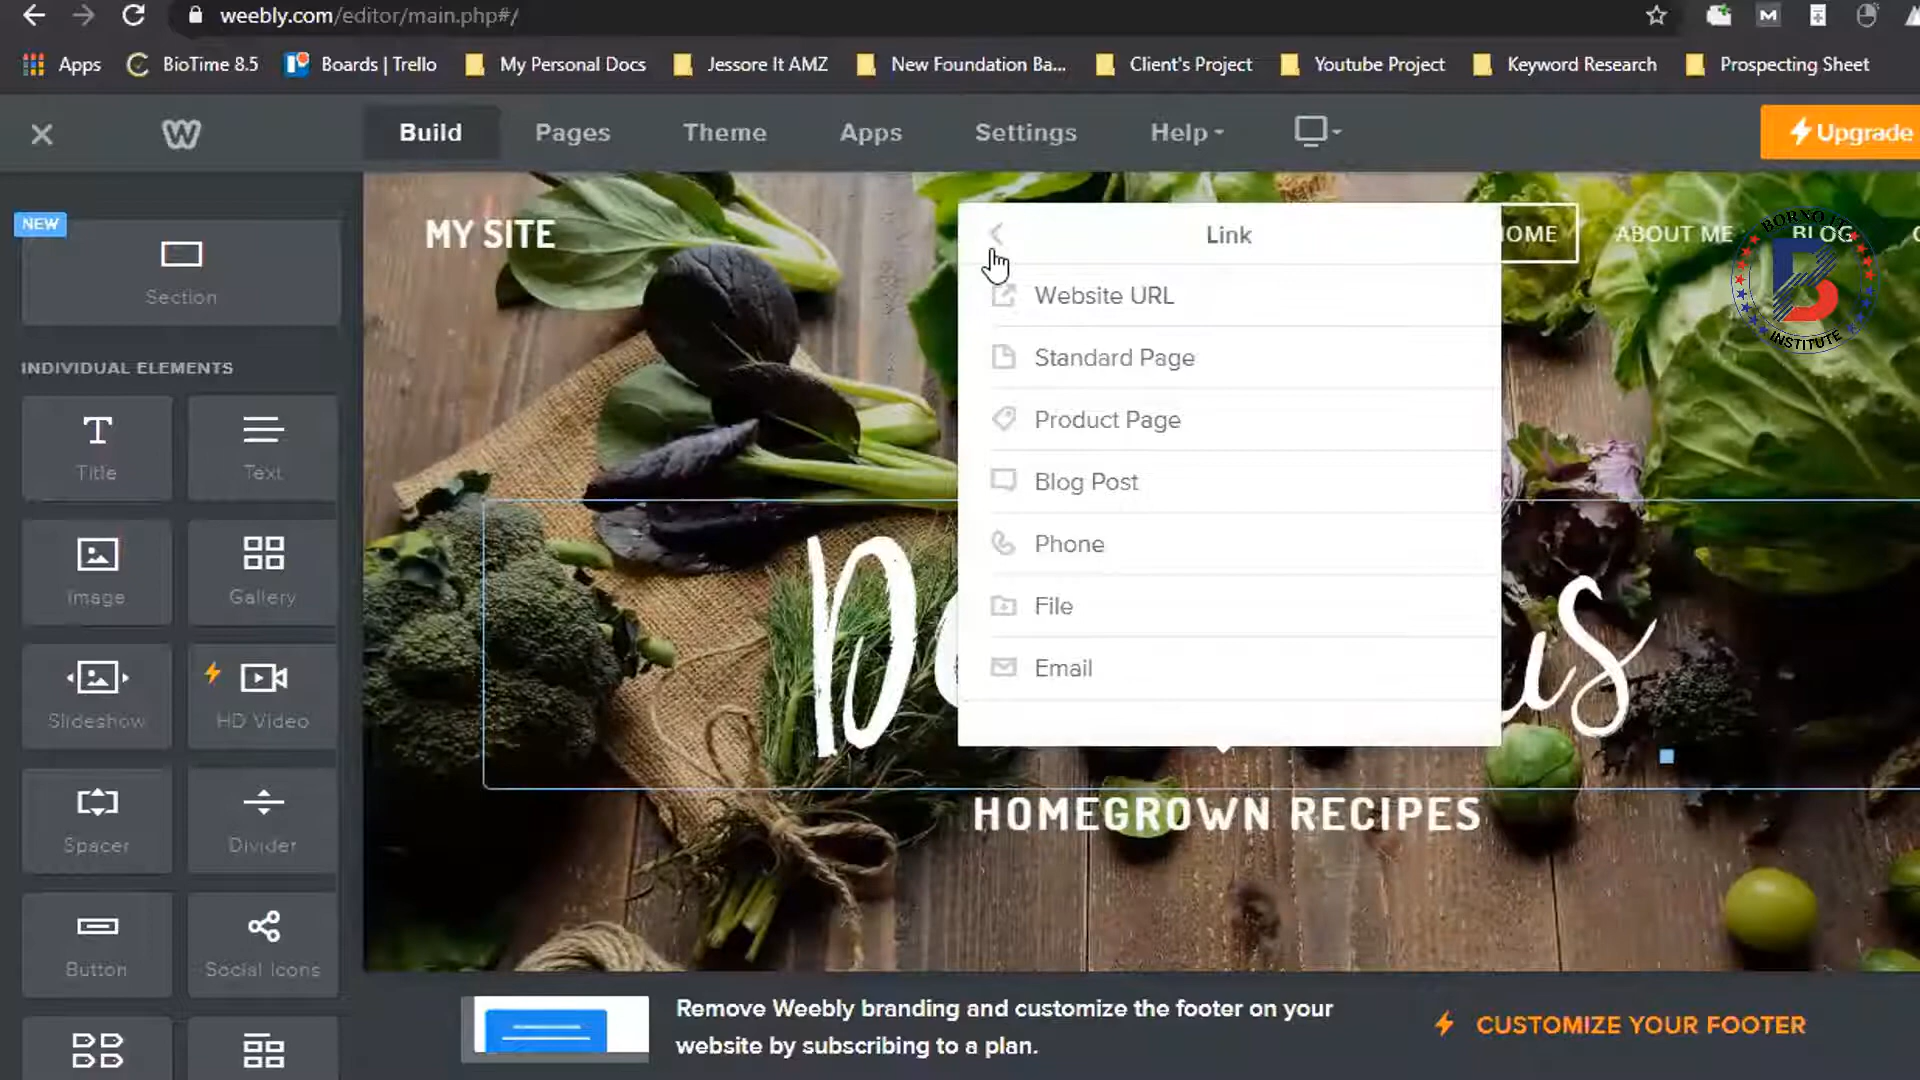 weebly.com/editor/main.php#/
Apps
BioTime 8.5
Boards | Trello
My Personal Docs
Jessore It AMZ
New Foundation Ba...
Client's Project
Youtube Project
Keyword Research
Prospecting Sheet
Build
Pages
Theme
Apps
Settings
Help
Upgrade
NEW
Section
INDIVIDUAL ELEMENTS
Title
Text
Image
Gallery
Slideshow
HD Video
Spacer
Divider
Button
Social Icons
MY SITE
HOME
ABOUT ME
BLOG
BORNO IT
INSTITUTE
Link
Website URL
Standard Page
Product Page
Blog Post
Phone
File
Email
HOMEGROWN RECIPES
Remove Weebly branding and customize the footer on your
website by subscribing to a plan.
CUSTOMIZE YOUR FOOTER